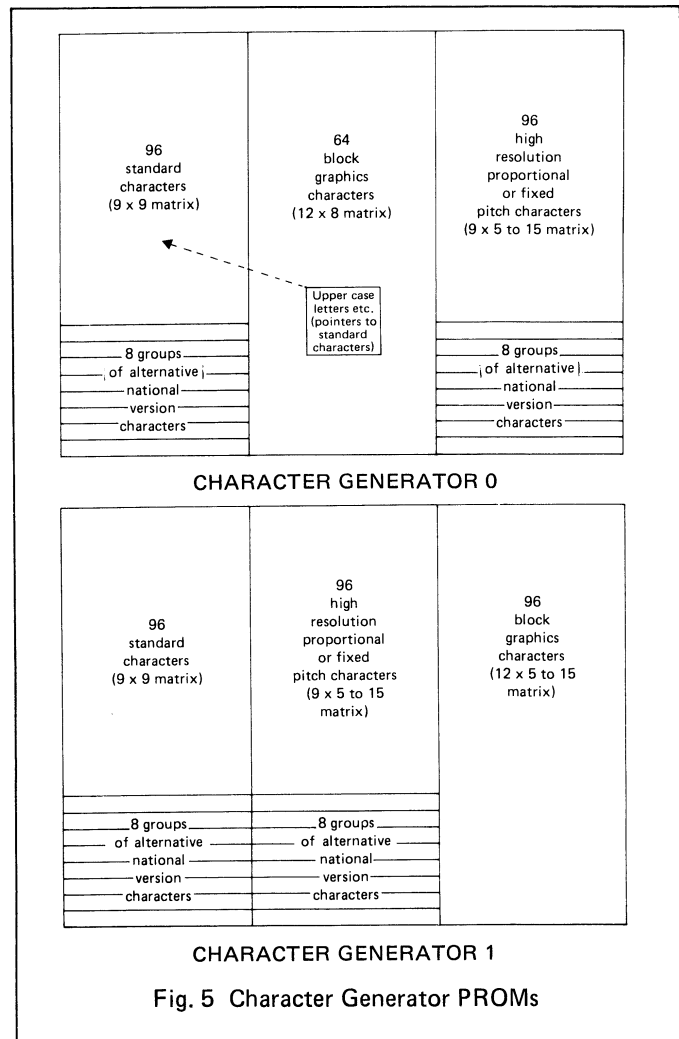 96
standard
characters
(9 x 9 matrix)
8 groups
of alternative
national
version
characters
64
block
graphics
characters
(12 x 8 matrix)
Upper case
letters etc.
(pointers to
standard
characters)
96
high
resolution
proportional
or fixed
pitch characters
(9 x 5 to 15 matrix)
8 groups
of alternative
national
version
characters
CHARACTER GENERATOR 0
96
standard
characters
(9 x 9 matrix)
8 groups
of alternative
national
version
characters
96
high
resolution
proportional
or fixed
pitch characters
(9 x 5 to 15
matrix)
8 groups
of alternative
national
version
characters
96
block
graphics
characters
(12 x 5 to 15
matrix)
CHARACTER GENERATOR 1
Fig. 5 Character Generator PROMs